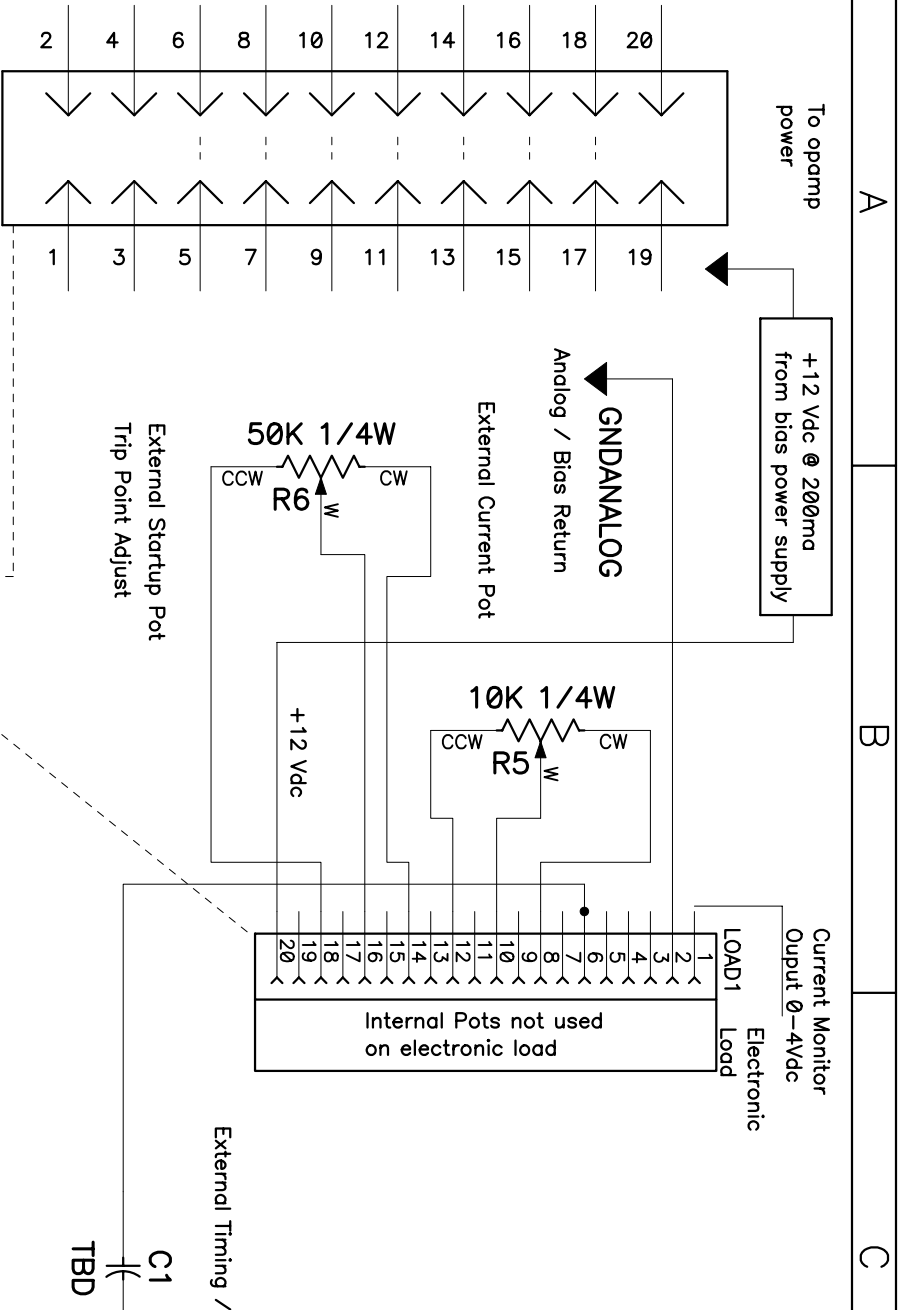 A
B
C
To opamp
power
2
4
6
8
10
12
14
16
18
20
1
3
5
7
9
11
13
15
17
19
+12 Vdc @ 200ma
from bias power supply
GNDANALOG
Analog / Bias Return
External Current Pot
50K 1/4W
CCW
CW
R6
W
External Startup Pot
Trip Point Adjust
10K 1/4W
CCW
CW
R5
W
+12 Vdc
Current Monitor
Ouput 0-4Vdc
LOAD1
Electronic
Load
1
2
3
4
5
6
7
8
9
10
11
12
13
14
15
16
17
18
19
20
Internal Pots not used
on electronic load
External Timing /
C1
TBD